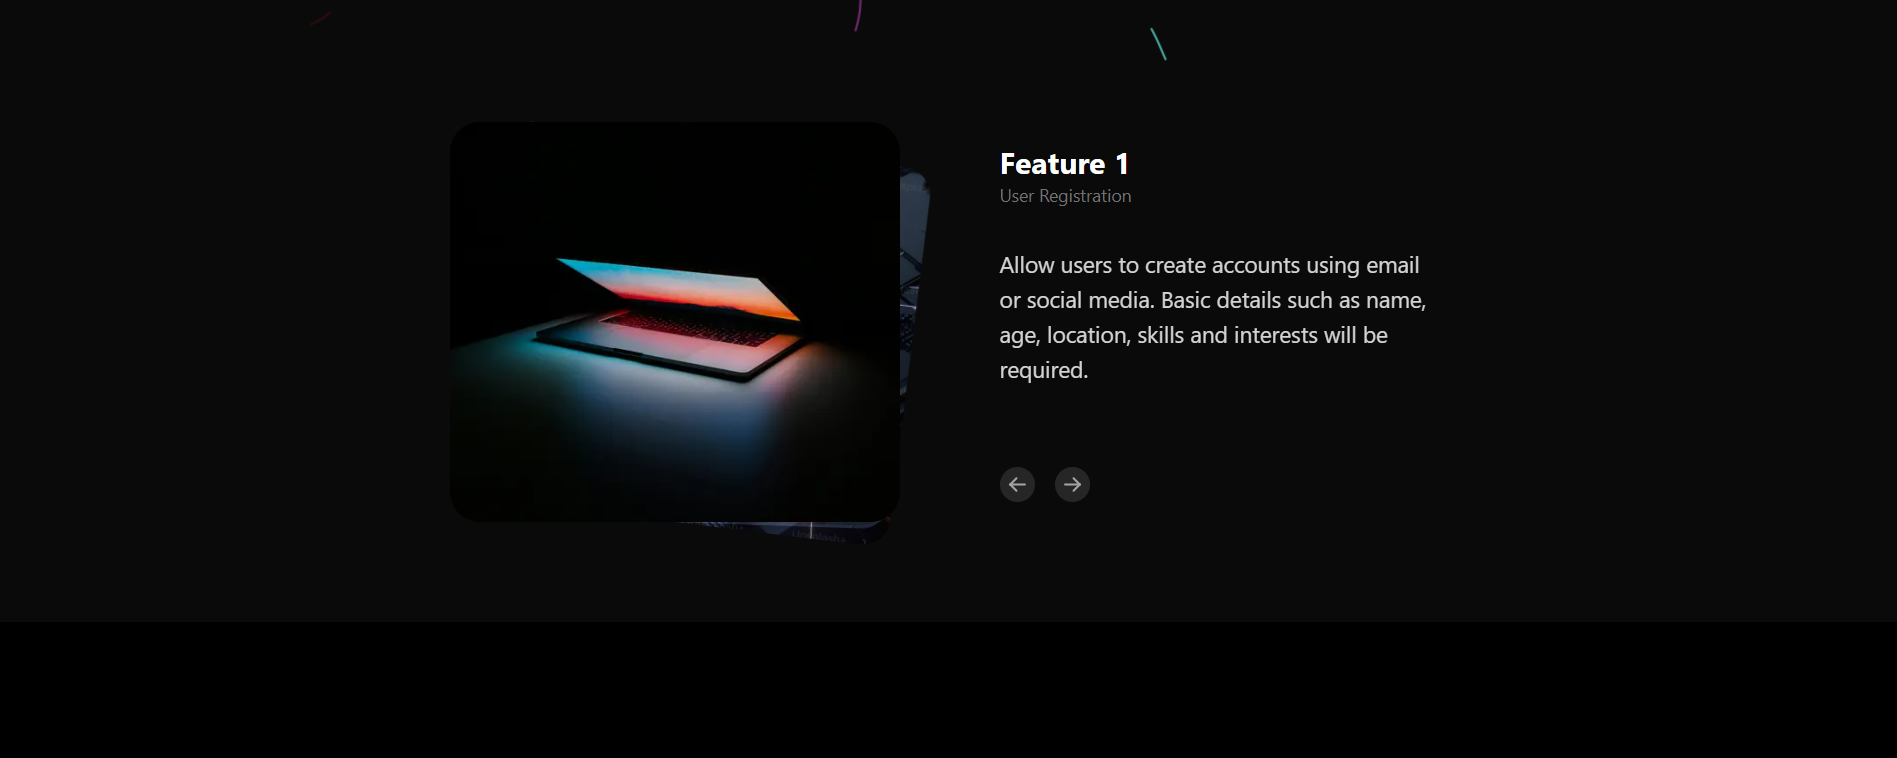 Feature 1
User Registration
Allow users to create accounts using email
or social media. Basic details such as name,
age, location, skills and interests will be
required.